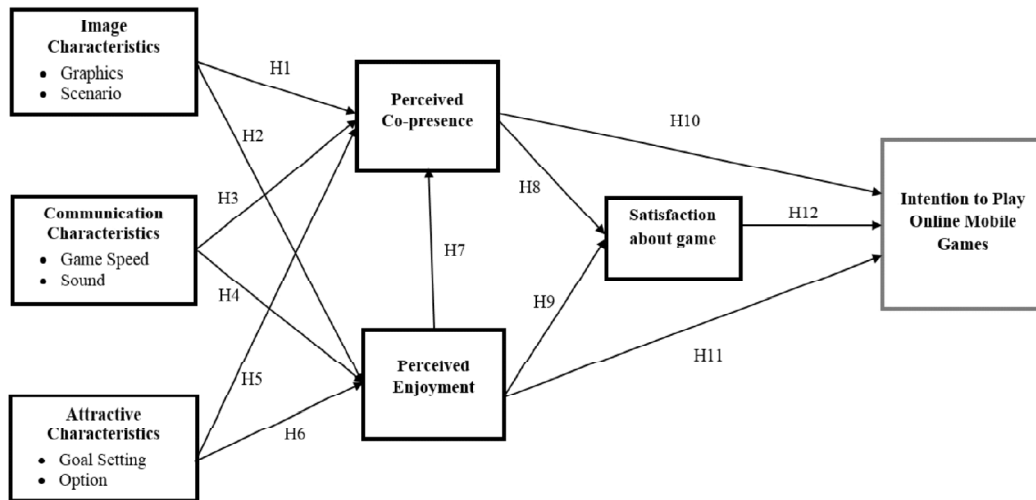 Image
Characteristics
• Graphics
• Scenario
H1
H2
Perceived
Co-presence
H10
Communication
Characteristics
• Game Speed
• Sound
H3
H4
H7
H8
Satisfaction
about game
H12
Intention to Play
Online Mobile
Games
H9
H11
Perceived
Enjoyment
H5
H6
Attractive
Characteristics
• Goal Setting
• Option